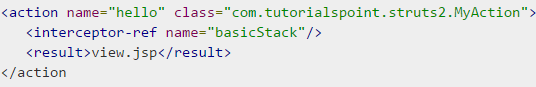 <action name="hello" class="com.tutorialspoint.struts2.MyAction">
   <interceptor-ref name="basicStack"/>
   <result>view.jsp</result>
</action